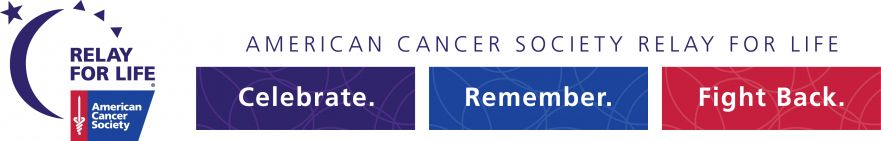 RELAY
FOR LIFE®
American
Cancer
Society
AMERICAN CANCER SOCIETY RELAY FOR LIFE
Celebrate.
Remember.
Fight Back.